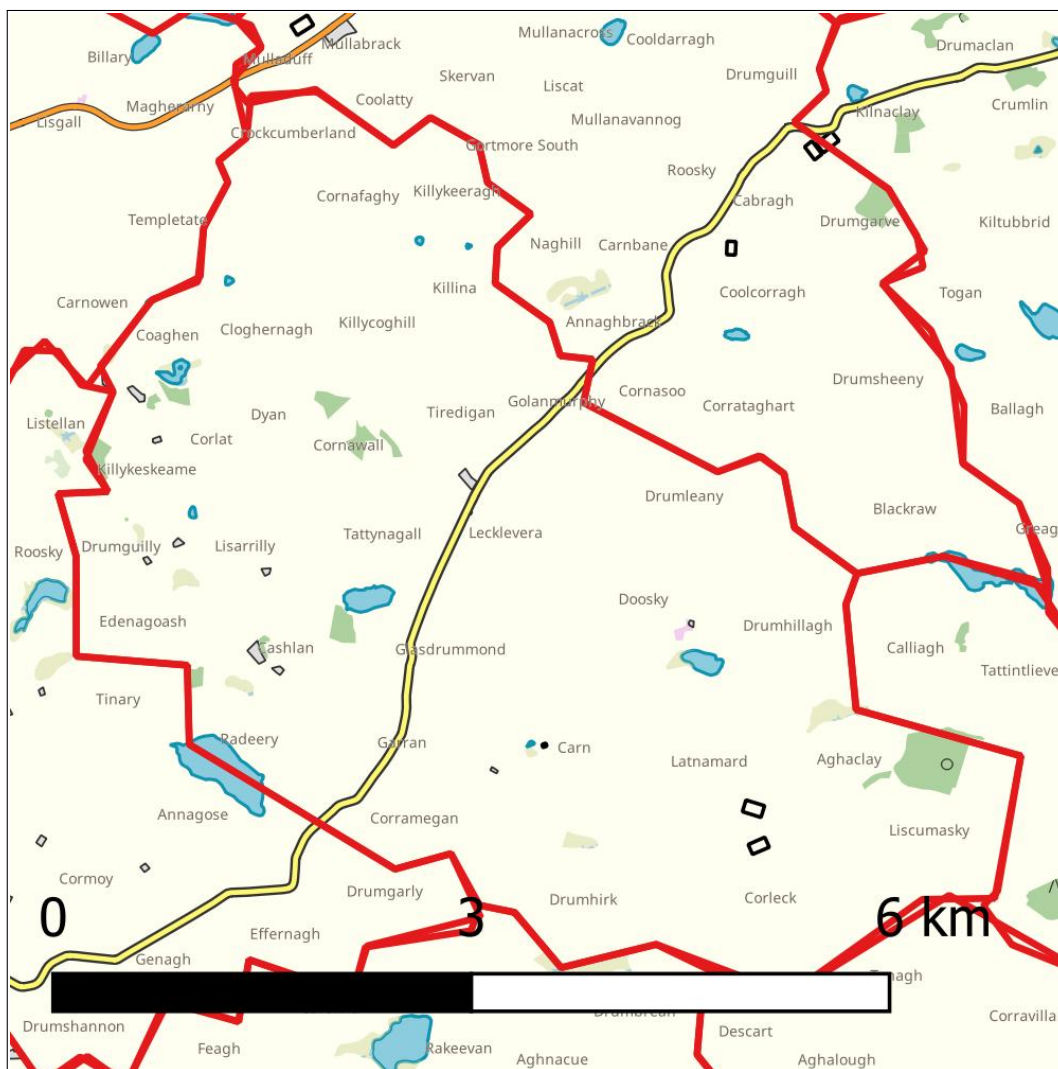 Mullanacross
Cooldarragh
Mullabrack
Drumaclan
Billary
Mulladuff
Skervan
Drumguill
Liscat
Coolatty
Magherarny
Crumlin
Kilnaclay
Lisgall
Mullanavannog
Crockcumberland
Gortmore South
Roosky
Killykeeragh
Cornafaghy
Cabragh
Templetate
Drumgarve
Kiltubbrid
Naghill
Carnbane
Killina
Coolcorragh
Togan
Carnowen
Killycoghill
Annaghbrack
Cloghernagh
Coaghen
Drumsheeny
Cornasoo
Golanmurphy
Corrataghart
Ballagh
Tiredigan
Dyan
Listellan
Corlat
Cornawall
Killykeskeame
Drumleany
Blackraw
Greag
Tattynagall
Lecklevera
Lisarrilly
Drumguilly
Roosky
Doosky
Edenagoash
Drumhillagh
Cashlan
Glasdrummond
Calliagh
Tattintlieve
Tinary
Radeery
Garran
Carn
Latnamard
Aghaclay
Annagose
Corramegan
Liscumasky
Cormoy
Drumgarly
Drumhirk
Corleck
0 3 6 km
Effernagh
Genagh
Drumshannon
Descart
Corravilla
Feagh
Rakeevan
Aghnacue
Aghalough